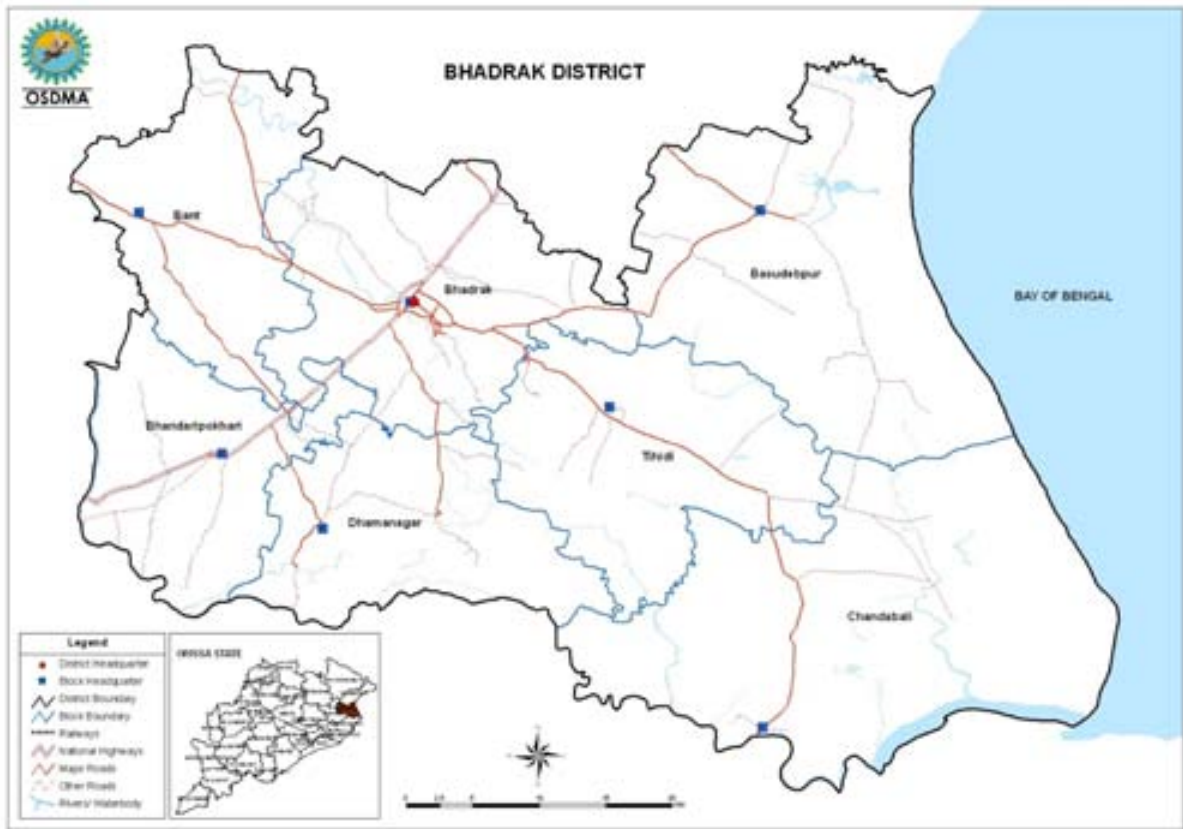 OSDMA
BHADRAK DISTRICT
Bant
Bhadrak
Basudebpur
BAY OF BENGAL
Bhandaripokhari
Tihidi
Dhamanagar
Chandabali
Legend
District Headquarter
Block Headquarter
District Boundary
Block Boundary
Railways
National Highways
Major Roads
Other Roads
Rivers/ Waterbody
ORISSA STATE